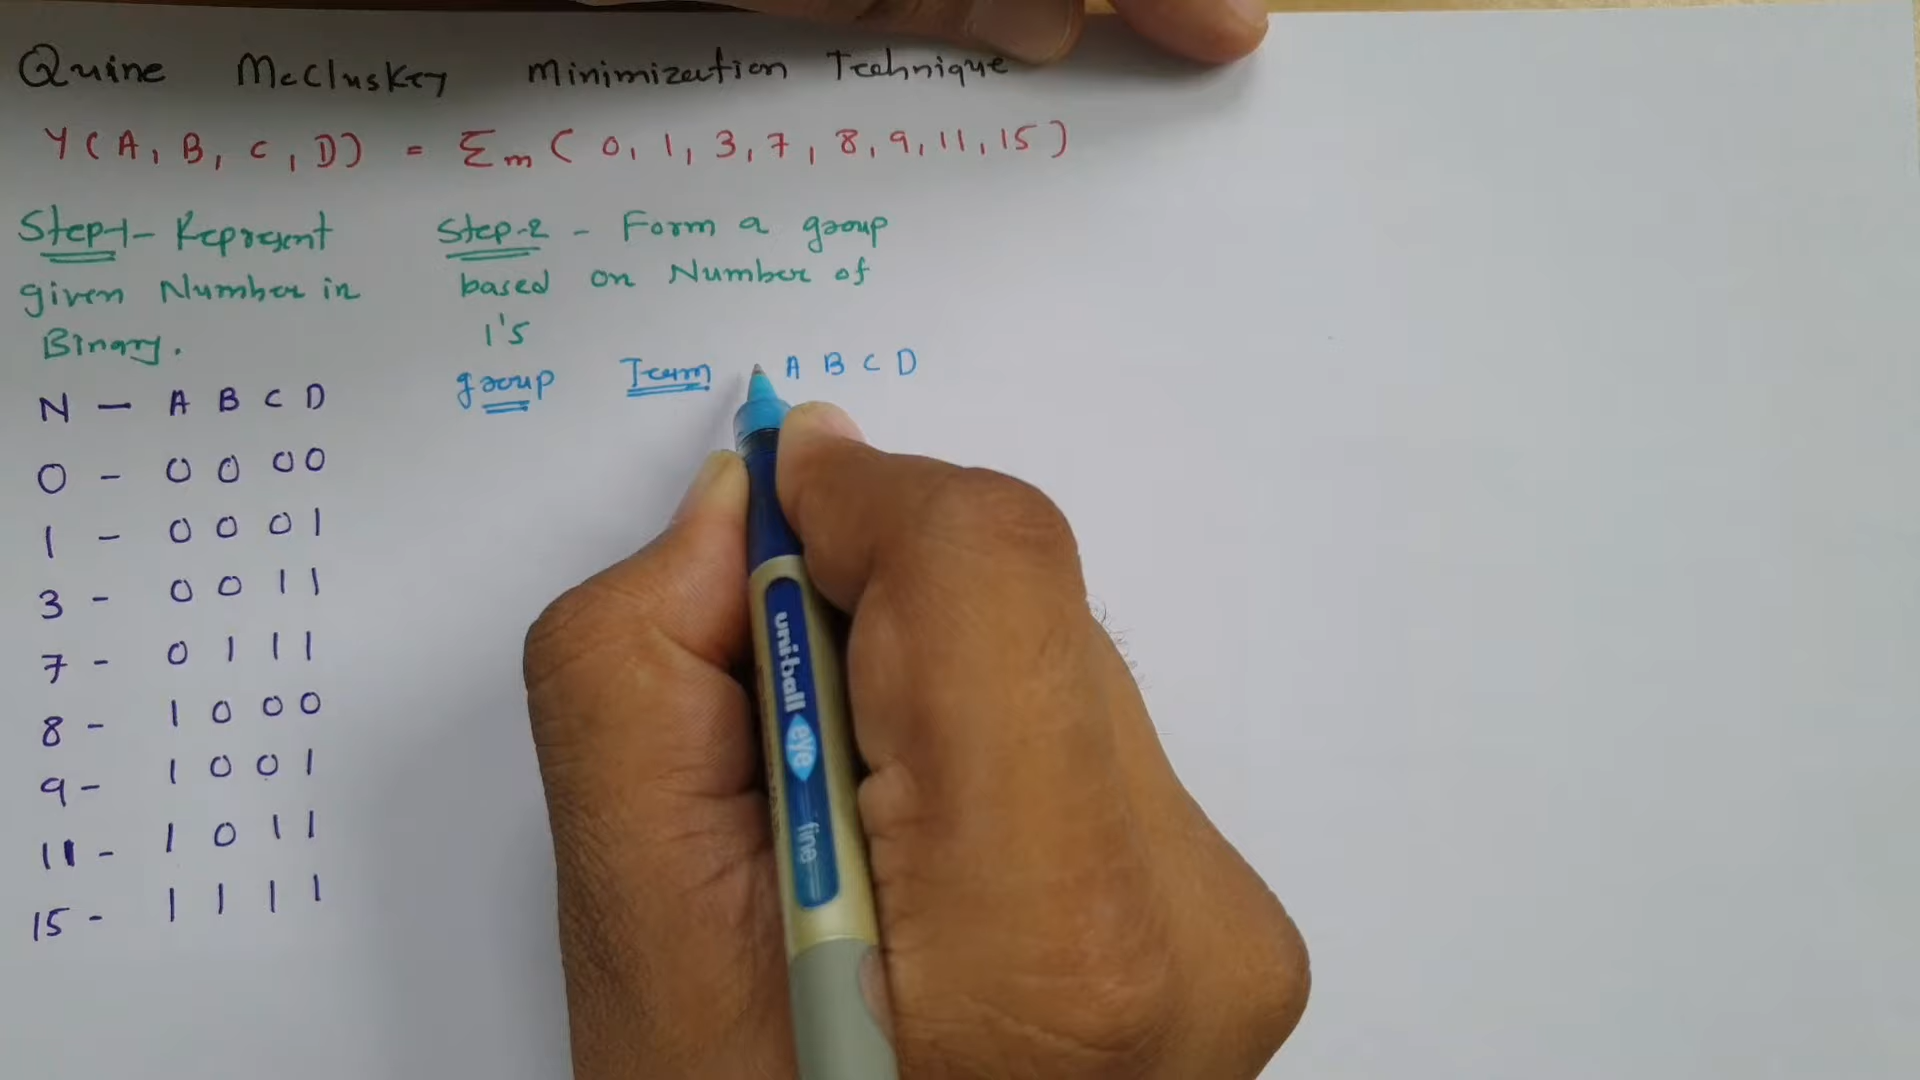 Quine McCluskey Minimization Technique
Y(A, B, C, D) = Σm (0, 1, 3, 7, 8, 9, 11, 15)
Step-1- Represent
given Number in
Binary.
N - A B C D
0 - 0 0 0 0
1 - 0 0 0 1
3 - 0 0 1 1
7 - 0 1 1 1
8 - 1 0 0 0
9 - 1 0 0 1
11 - 1 0 1 1
15 - 1 1 1 1
Step-2 - Form a group
based on Number of
1's
group Term A B C D
uni-ball eye fine